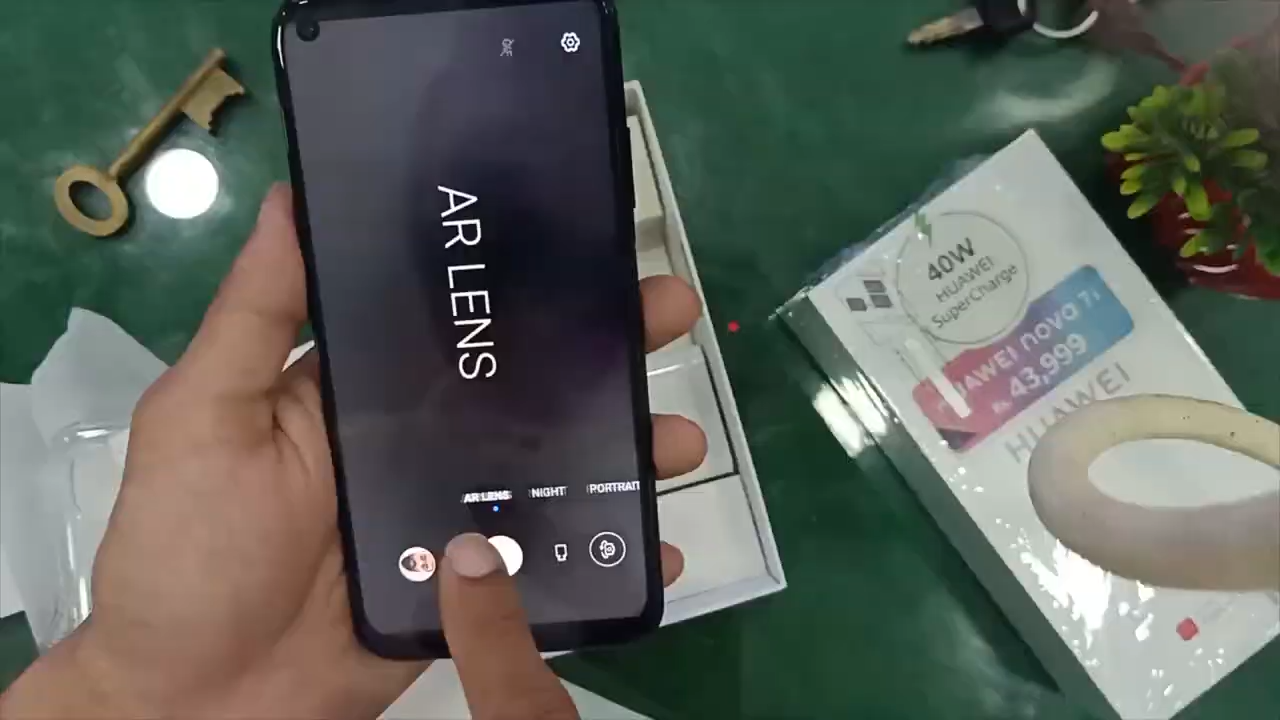 AR LENS
AR LENS NIGHT PORTRAIT
40W
HUAWEI
SuperCharge
HUAWEI nova 7i
Rs. 43,999
HUAWEI